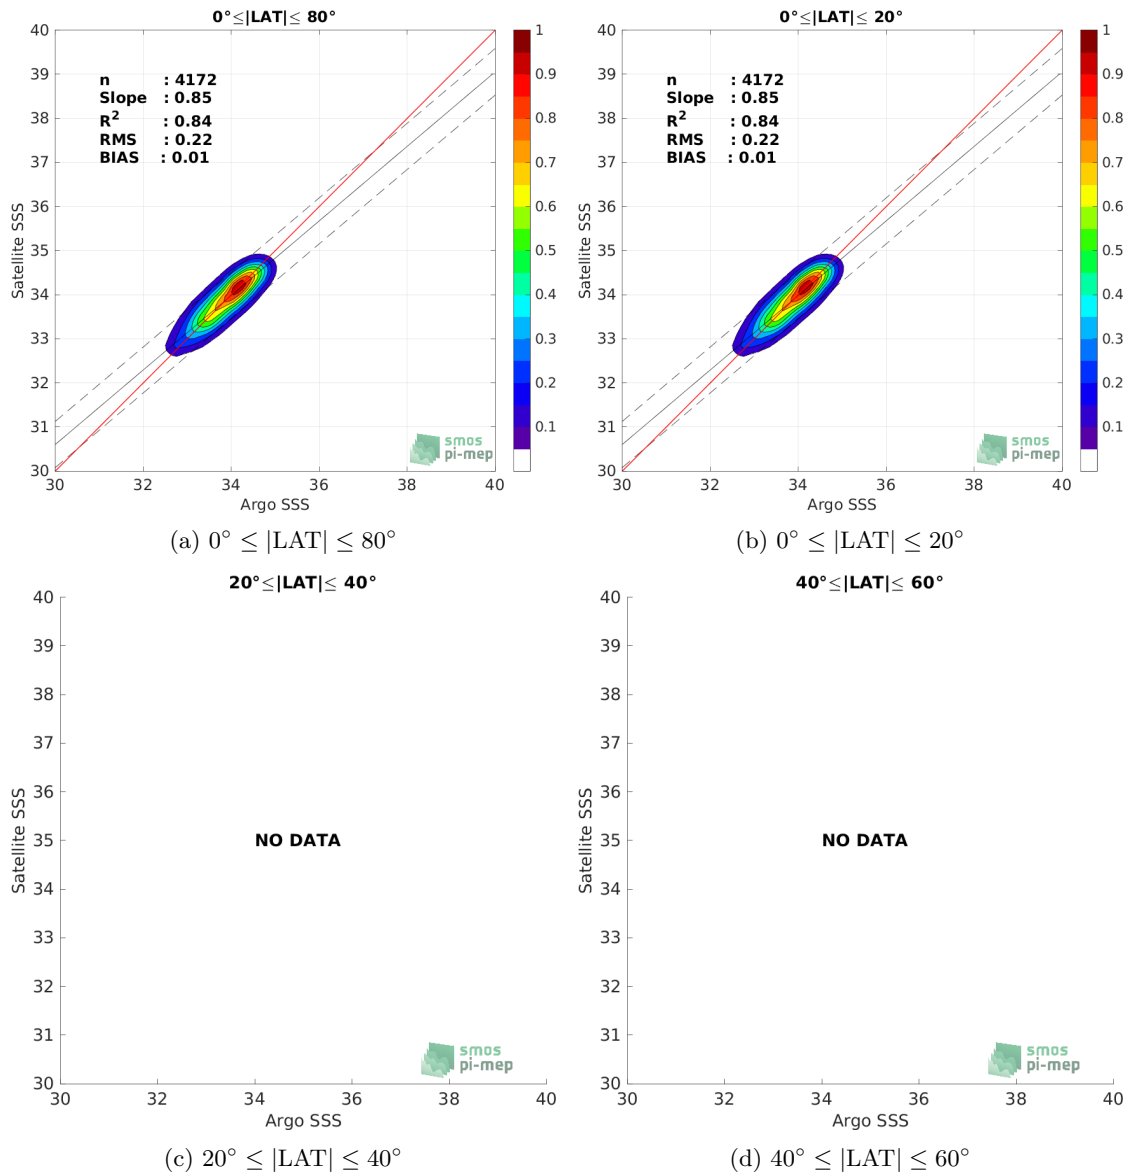 0°≤|LAT|≤ 80°
40
39
38
37
36
35
34
33
32
31
30
Satellite SSS
n : 4172
Slope : 0.85
R² : 0.84
RMS : 0.22
BIAS : 0.01
1
0.9
0.8
0.7
0.6
0.5
0.4
0.3
0.2
0.1
smos
pi-mep
30 32 34 36 38 40
Argo SSS
(a) 0° ≤ |LAT| ≤ 80°
0°≤|LAT|≤ 20°
40
39
38
37
36
35
34
33
32
31
30
Satellite SSS
n : 4172
Slope : 0.85
R² : 0.84
RMS : 0.22
BIAS : 0.01
1
0.9
0.8
0.7
0.6
0.5
0.4
0.3
0.2
0.1
smos
pi-mep
30 32 34 36 38 40
Argo SSS
(b) 0° ≤ |LAT| ≤ 20°
20°≤|LAT|≤ 40°
40
39
38
37
36
35
34
33
32
31
30
Satellite SSS
NO DATA
smos
pi-mep
30 32 34 36 38 40
Argo SSS
(c) 20° ≤ |LAT| ≤ 40°
40°≤|LAT|≤ 60°
40
39
38
37
36
35
34
33
32
31
30
Satellite SSS
NO DATA
smos
pi-mep
30 32 34 36 38 40
Argo SSS
(d) 40° ≤ |LAT| ≤ 60°